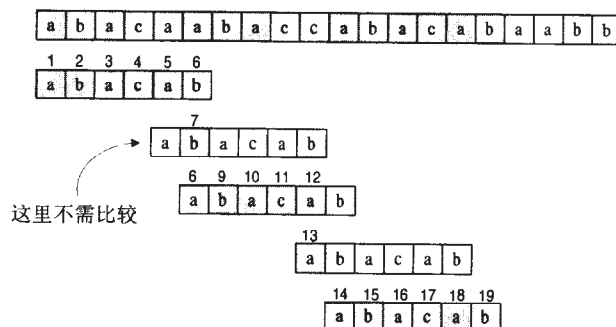 a b a c a a b a c c a b a c a b a a b b
1 2 3 4 5 6
a b a c a b
7
a b a c a b
6 9 10 11 12
a b a c a b
这里不需比较
13
a b a c a b
14 15 16 17 18 19
a b a c a b